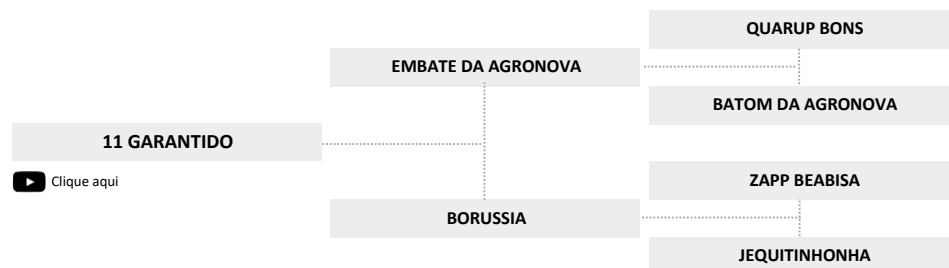 QUARUP BONS
EMBATE DA AGRONOVA
BATOM DA AGRONOVA
11 GARANTIDO
Clique aqui
ZAPP BEABISA
BORUSSIA
JEQUITINHONHA